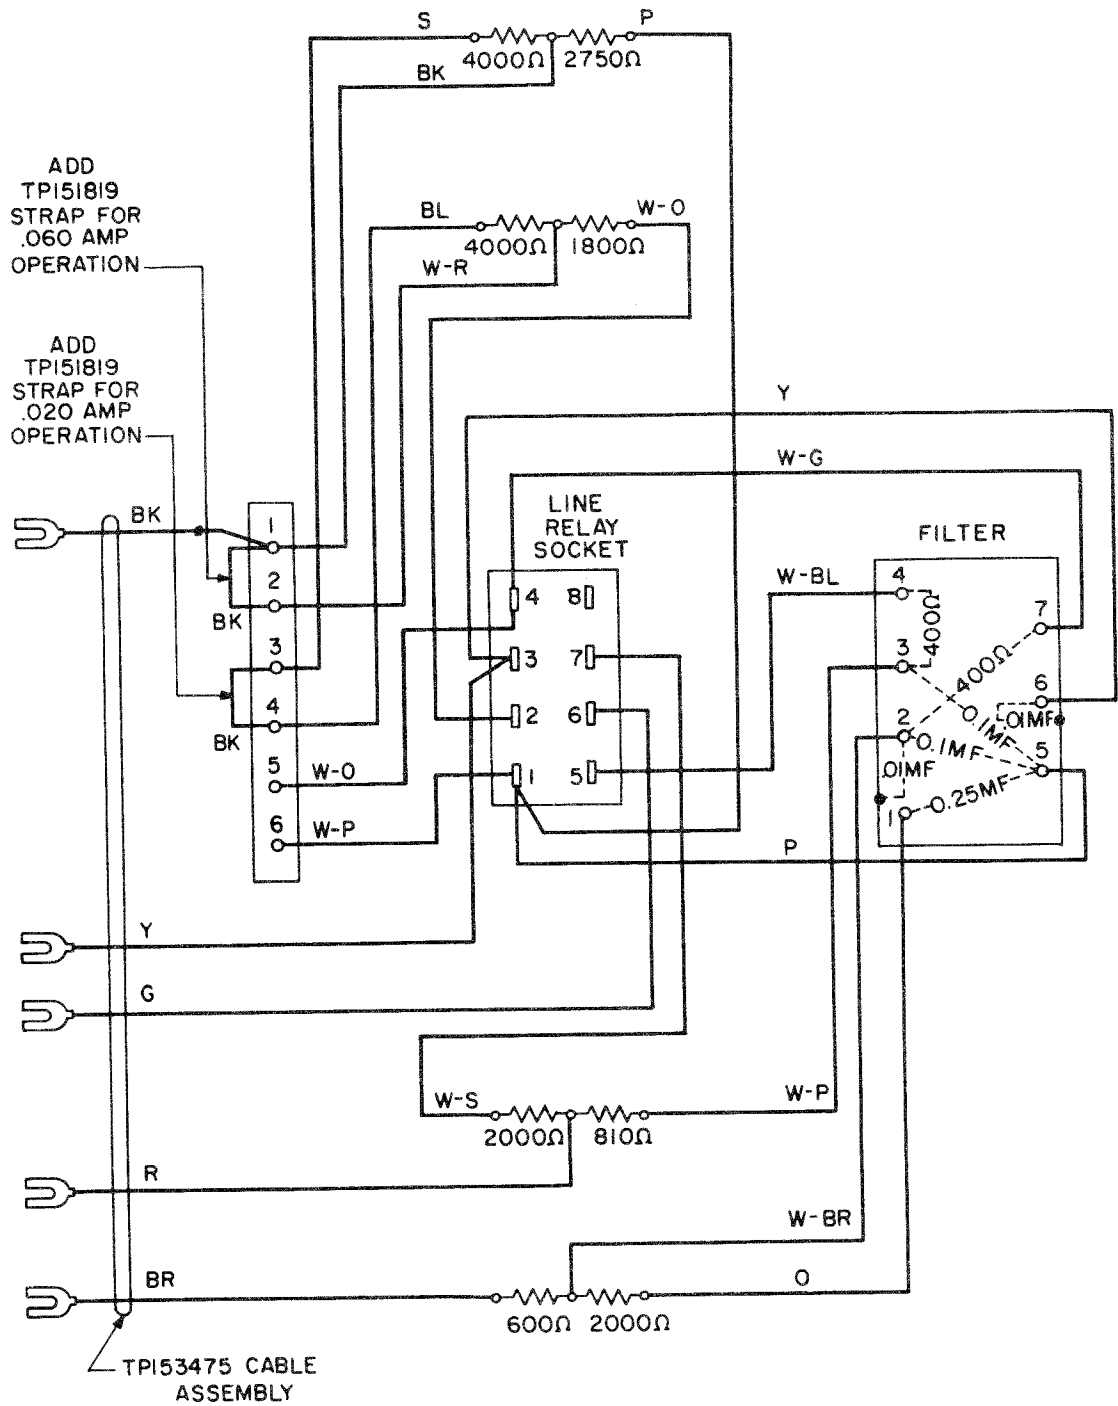 S
P
4000Ω 2750Ω
BK
ADD
TP151819
STRAP FOR
.060 AMP
OPERATION
BL
W-O
4000Ω 1800Ω
W-R
ADD
TP151819
STRAP FOR
.020 AMP
OPERATION
Y
W-G
BK
1
2
BK
3
4
BK
5
6
W-O
W-P
LINE
RELAY
SOCKET
4 8
3 7
2 6
1 5
W-BL
FILTER
4
400Ω
7
3
400Ω
6
.01MF
0.1MF
2
0.1MF
5
.01MF
0.25MF
1
P
Y
G
W-S
W-P
2000Ω 810Ω
R
W-BR
BR
O
600Ω 2000Ω
TP153475 CABLE
ASSEMBLY